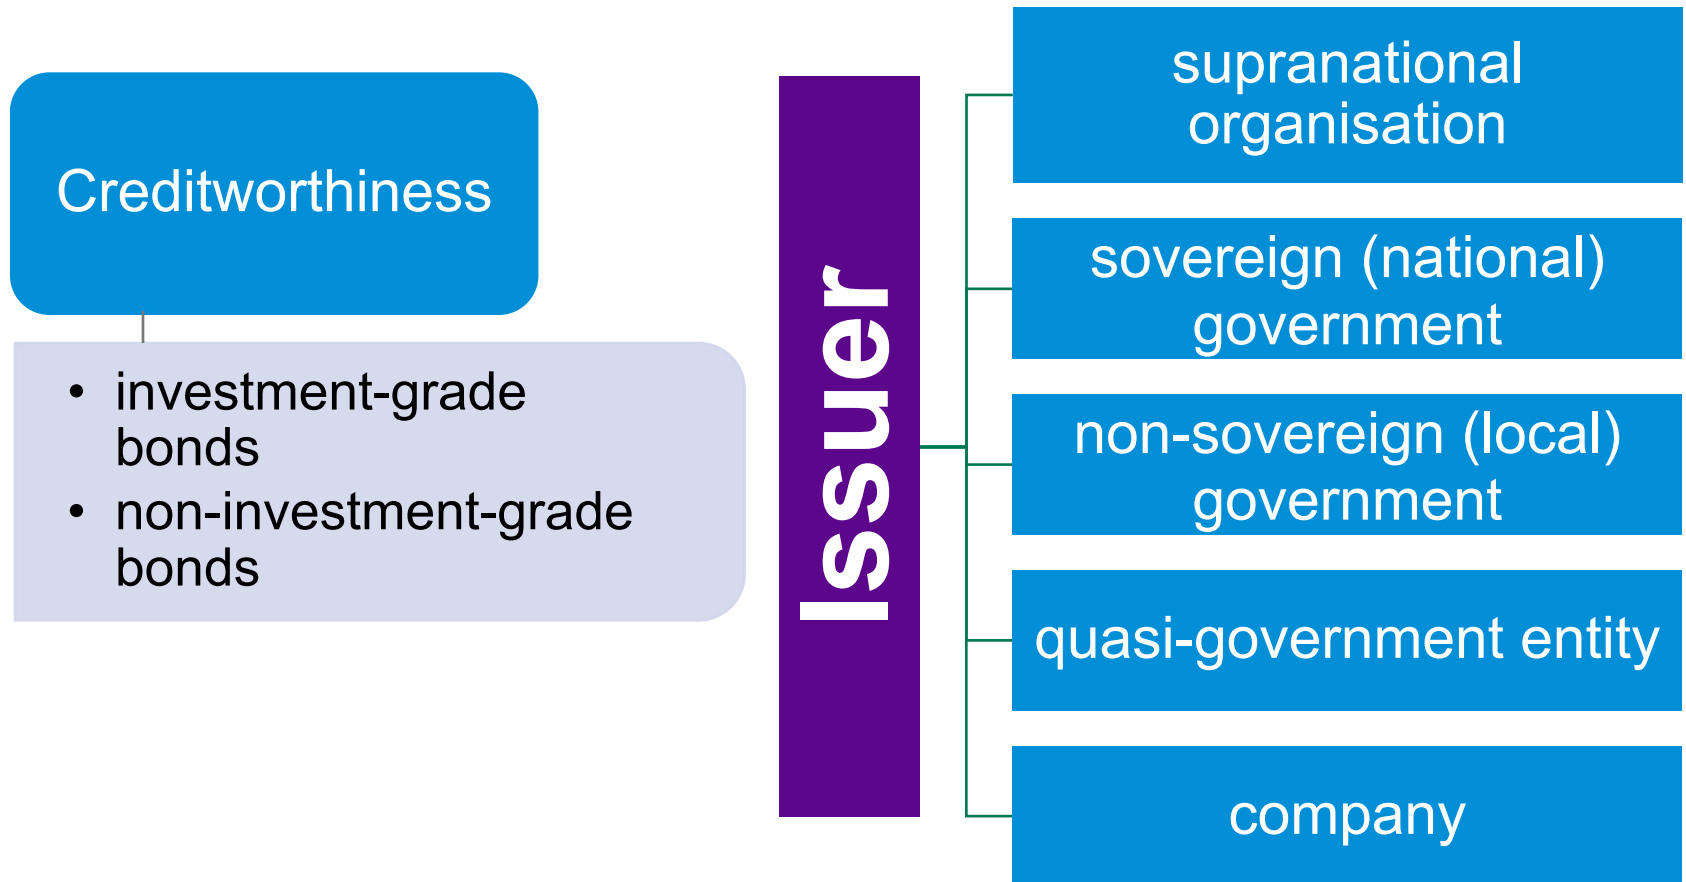 Creditworthiness
• investment-grade
bonds
• non-investment-grade
bonds
Issuer
supranational
organisation
sovereign (national)
government
non-sovereign (local)
government
quasi-government entity
company